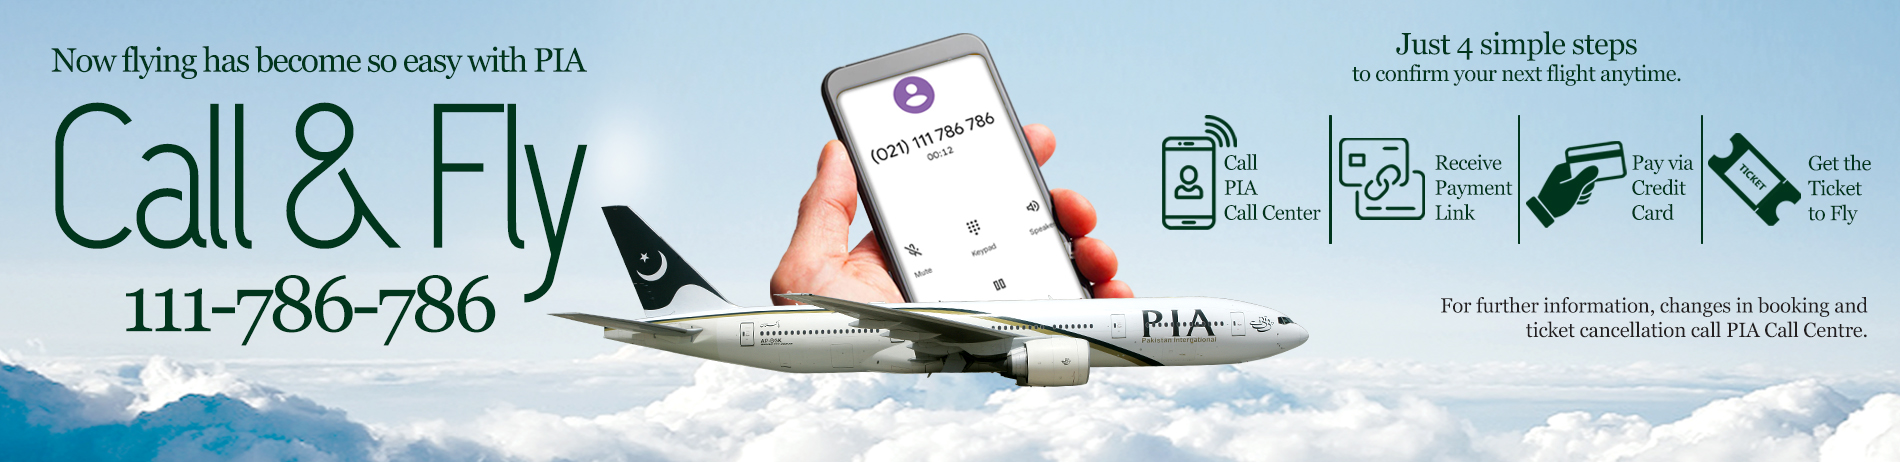 Now flying has become so easy with PIA
Call & Fly
111-786-786
(021) 111 786 786
00:12
Mute
Keypad
Speaker
PIA
Pakistan International
Just 4 simple steps
to confirm your next flight anytime.
Call
PIA
Call Center
Receive
Payment
Link
Pay via
Credit
Card
TICKET
Get the
Ticket
to Fly
For further information, changes in booking and
ticket cancellation call PIA Call Centre.